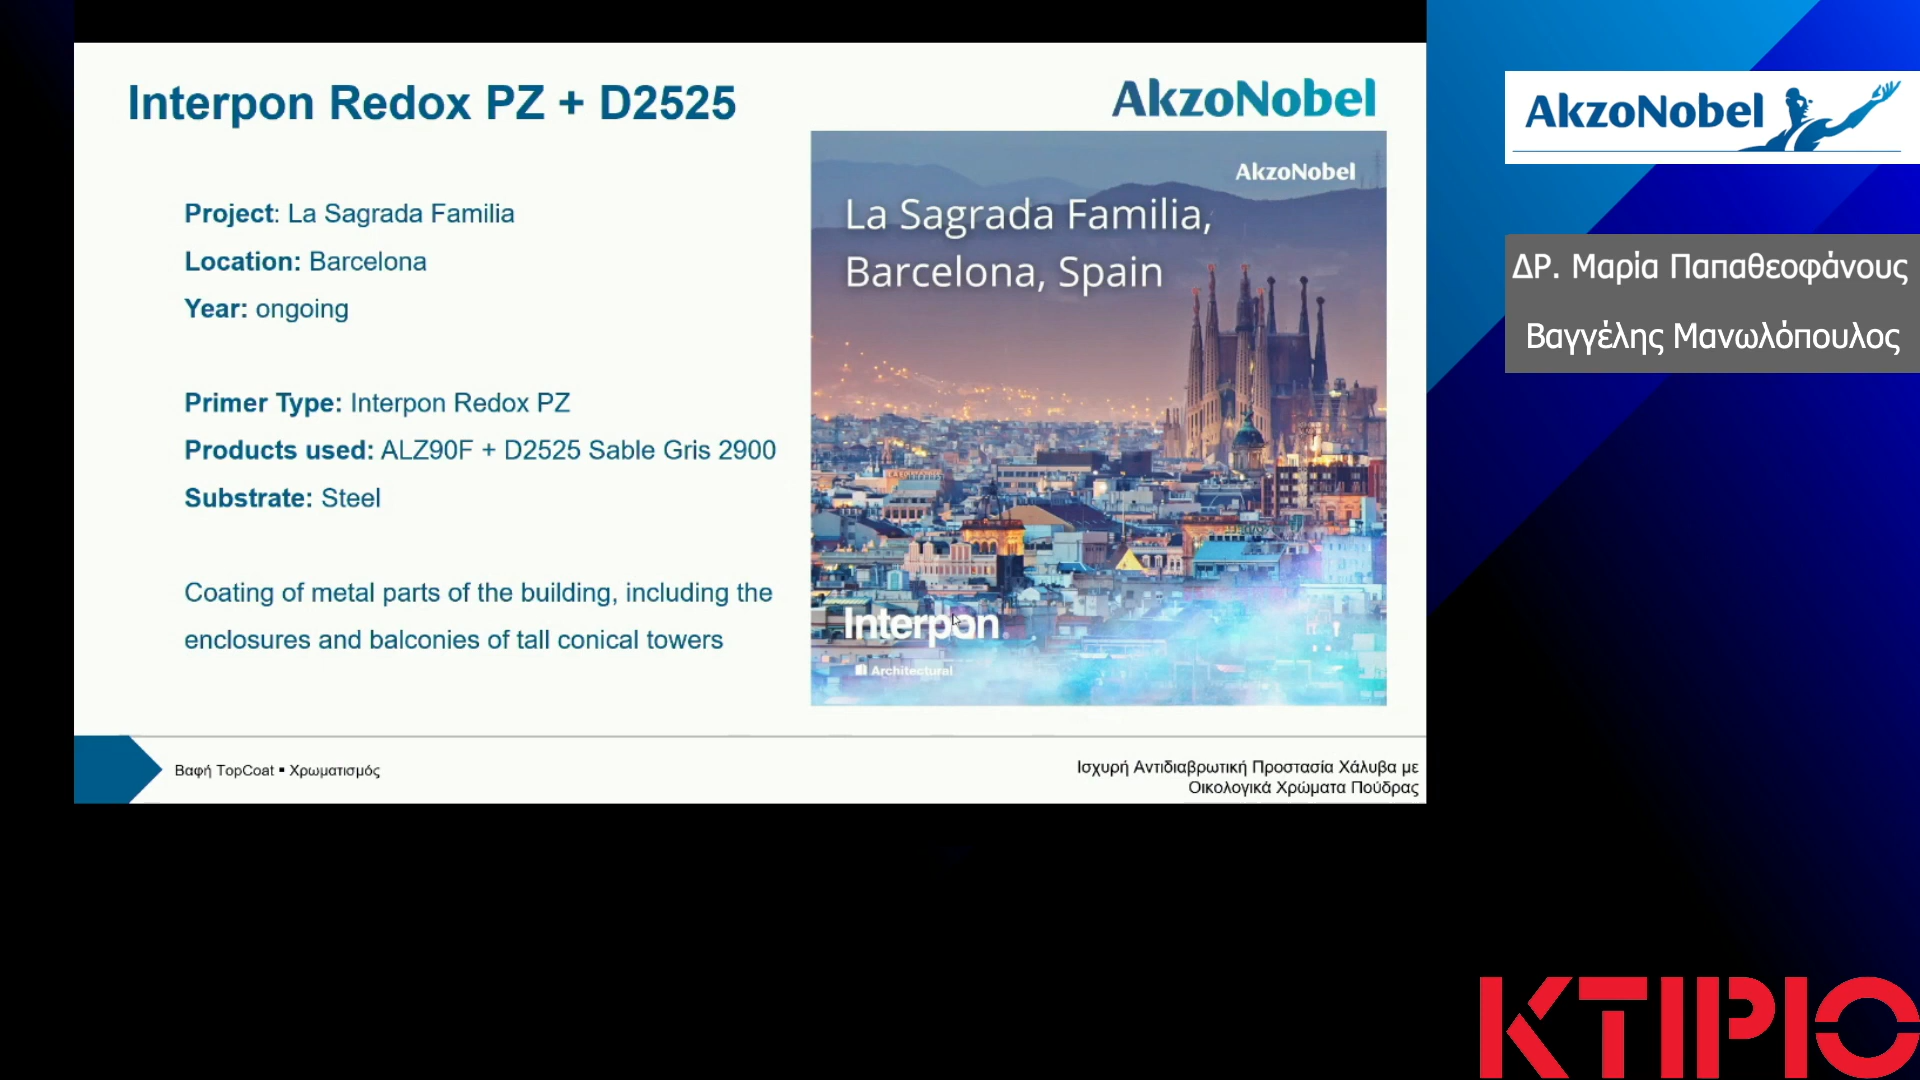 Interpon Redox PZ + D2525
AkzoNobel
Project: La Sagrada Familia
Location: Barcelona
Year: ongoing
Primer Type: Interpon Redox PZ
Products used: ALZ90F + D2525 Sable Gris 2900
Substrate: Steel
Coating of metal parts of the building, including the
enclosures and balconies of tall conical towers
AkzoNobel
La Sagrada Familia,
Barcelona, Spain
Interpon
Architectural
Βαφή TopCoat ▪ Χρωματισμός
Ισχυρή Αντιδιαβρωτική Προστασία Χάλυβα με
Οικολογικά Χρώματα Πούδρας
AkzoNobel
ΔΡ. Μαρία Παπαθεοφάνους
Βαγγέλης Μανωλόπουλος
ΚΤΙΡΙΟ